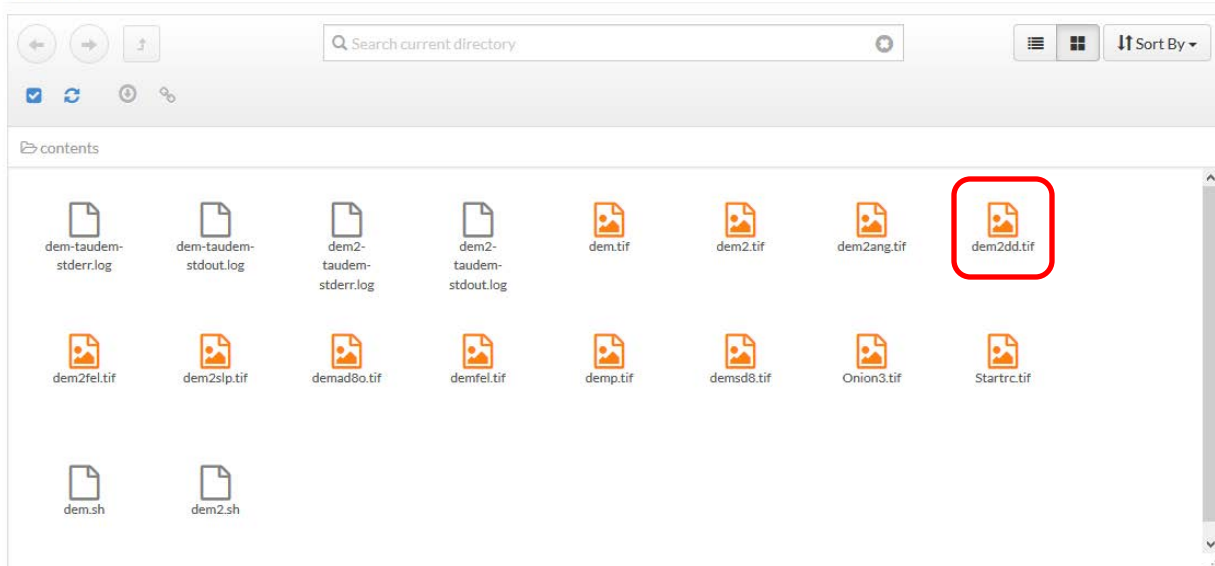 Search current directory
Sort By
contents
dem-taudem-
stderr.log
dem-taudem-
stdout.log
dem2-
taudem-
stderr.log
dem2-
taudem-
stdout.log
dem.tif
dem2.tif
dem2ang.tif
dem2dd.tif
dem2fel.tif
dem2slp.tif
demad8o.tif
demfel.tif
demp.tif
demsd8.tif
Onion3.tif
Startrc.tif
dem.sh
dem2.sh